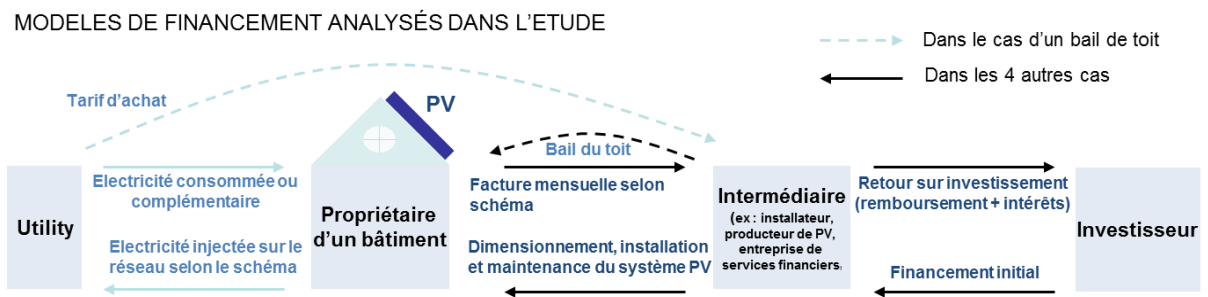 MODELES DE FINANCEMENT ANALYSÉS DANS L'ETUDE
Dans le cas d'un bail de toit
Dans les 4 autres cas
Tarif d'achat
PV
Bail du toit
Utility
Electricité consommée ou
complémentaire
Electricité injectée sur le
réseau selon le schéma
Propriétaire
d'un bâtiment
Facture mensuelle selon
schéma
Dimensionnement, installation
et maintenance du système PV
Intermédiaire
(ex : installateur,
producteur de PV,
entreprise de
services financiers)
Retour sur investissement
(remboursement + intérêts)
Financement initial
Investisseur